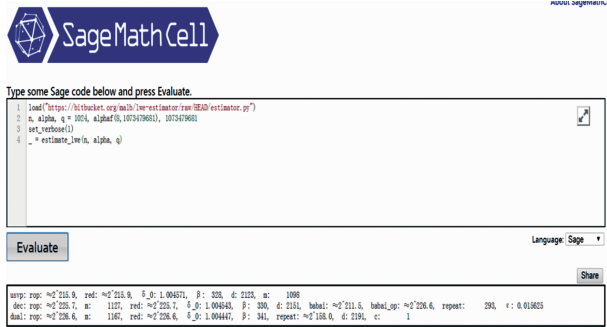 About SageMathC
SageMathCell
Type some Sage code below and press Evaluate.
1 load("https://bitbucket.org/malb/lwe-estimator/raw/HEAD/estimator.py")
2 n, alpha, q = 1024, alphaf(8,1073479681), 1073479681
3 set_verbose(1)
4 _ = estimate_lwe(n, alpha, q)
Evaluate
Language: Sage
Share
usvp: rop: ≈2^215.9, red: ≈2^215.9, δ_0: 1.004571, β: 328, d: 2123, m: 1098
dec: rop: ≈2^225.7, m: 1127, red: ≈2^225.7, δ_0: 1.004543, β: 330, d: 2151, babai: ≈2^211.5, babai_op: ≈2^226.6, repeat: 293, ε: 0.015625
dual: rop: ≈2^226.6, m: 1167, red: ≈2^226.6, δ_0: 1.004447, β: 341, repeat: ≈2^158.0, d: 2191, c: 1